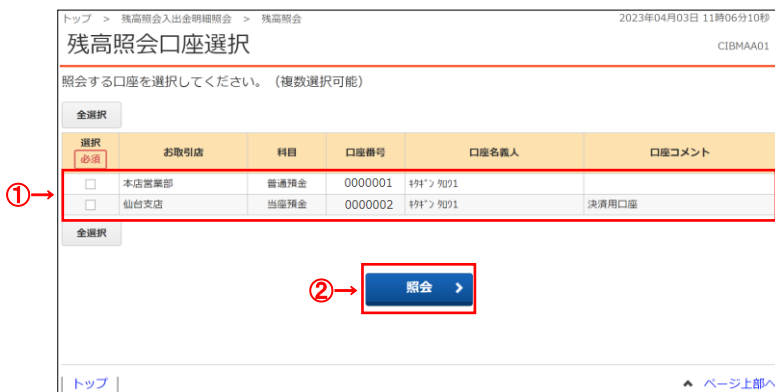 トップ > 残高照会入出金明細照会 > 残高照会
2023年04月03日 11時06分10秒
残高照会口座選択
CIBMAA01
照会する口座を選択してください。（複数選択可能）
全選択
選択 必須 お取引店 科目 口座番号 口座名義人 口座コメント
①→
本店営業部 普通預金 0000001 ｷﾀｷﾞﾝ ﾀﾛｳ1
仙台支店 当座預金 0000002 ｷﾀｷﾞﾝ ﾀﾛｳ1 決済用口座
全選択
②→ 照会 >
トップ
ページ上部へ